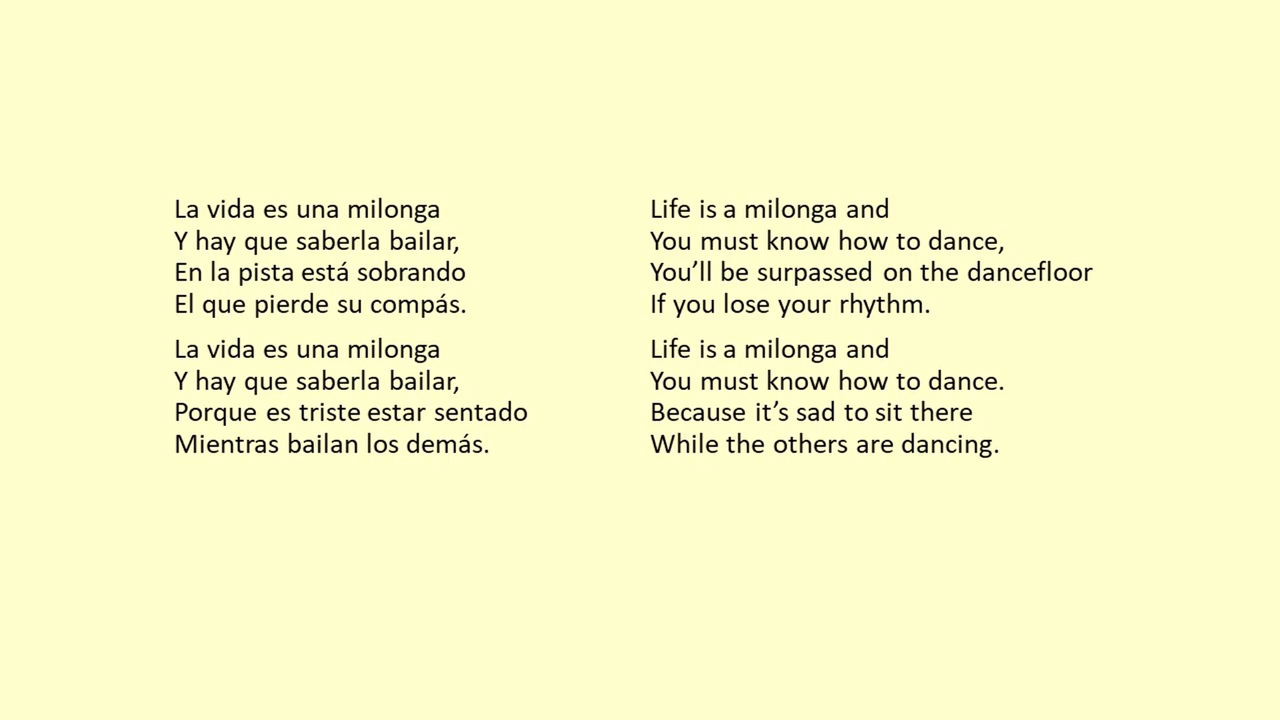 La vida es una milonga
Y hay que saberla bailar,
En la pista está sobrando
El que pierde su compás.
La vida es una milonga
Y hay que saberla bailar,
Porque es triste estar sentado
Mientras bailan los demás.
Life is a milonga and
You must know how to dance,
You’ll be surpassed on the dancefloor
If you lose your rhythm.
Life is a milonga and
You must know how to dance.
Because it’s sad to sit there
While the others are dancing.